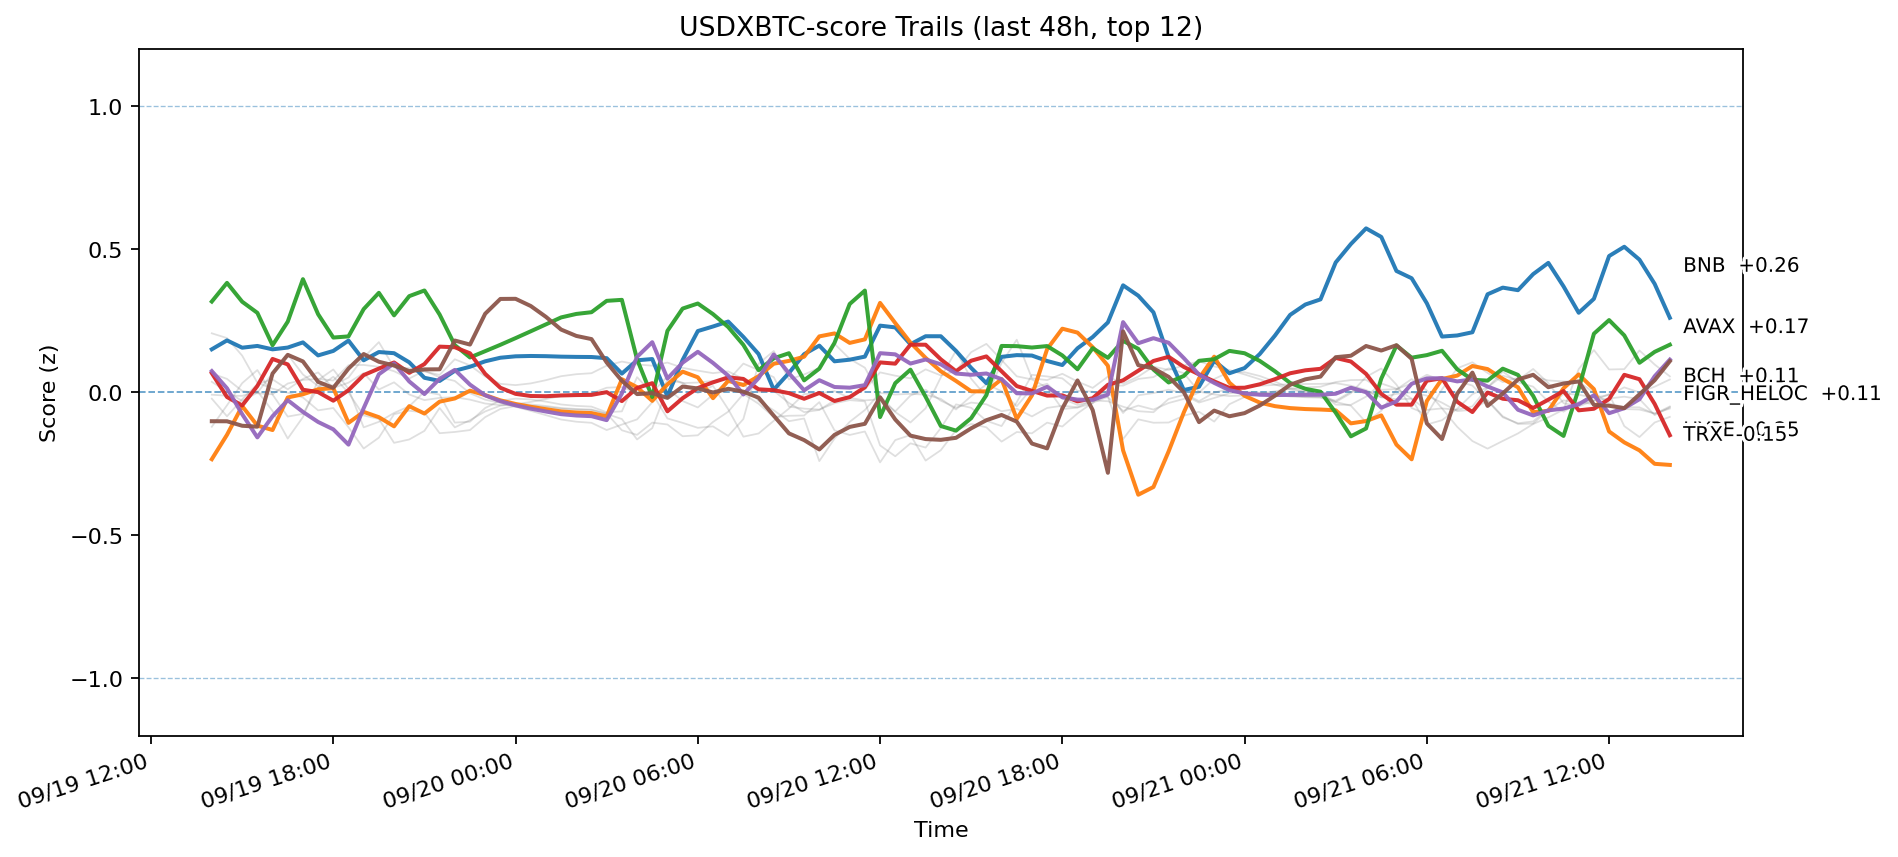 USDXBTC-score Trails (last 48h, top 12)
Score (z)
1.0
0.5
0.0
−0.5
−1.0
BNB +0.26
AVAX +0.17
BCH +0.11
FIGR_HELOC +0.11
TRX -0.15
09/19 12:00
09/19 18:00
09/20 00:00
09/20 06:00
09/20 12:00
09/20 18:00
09/21 00:00
09/21 06:00
09/21 12:00
Time